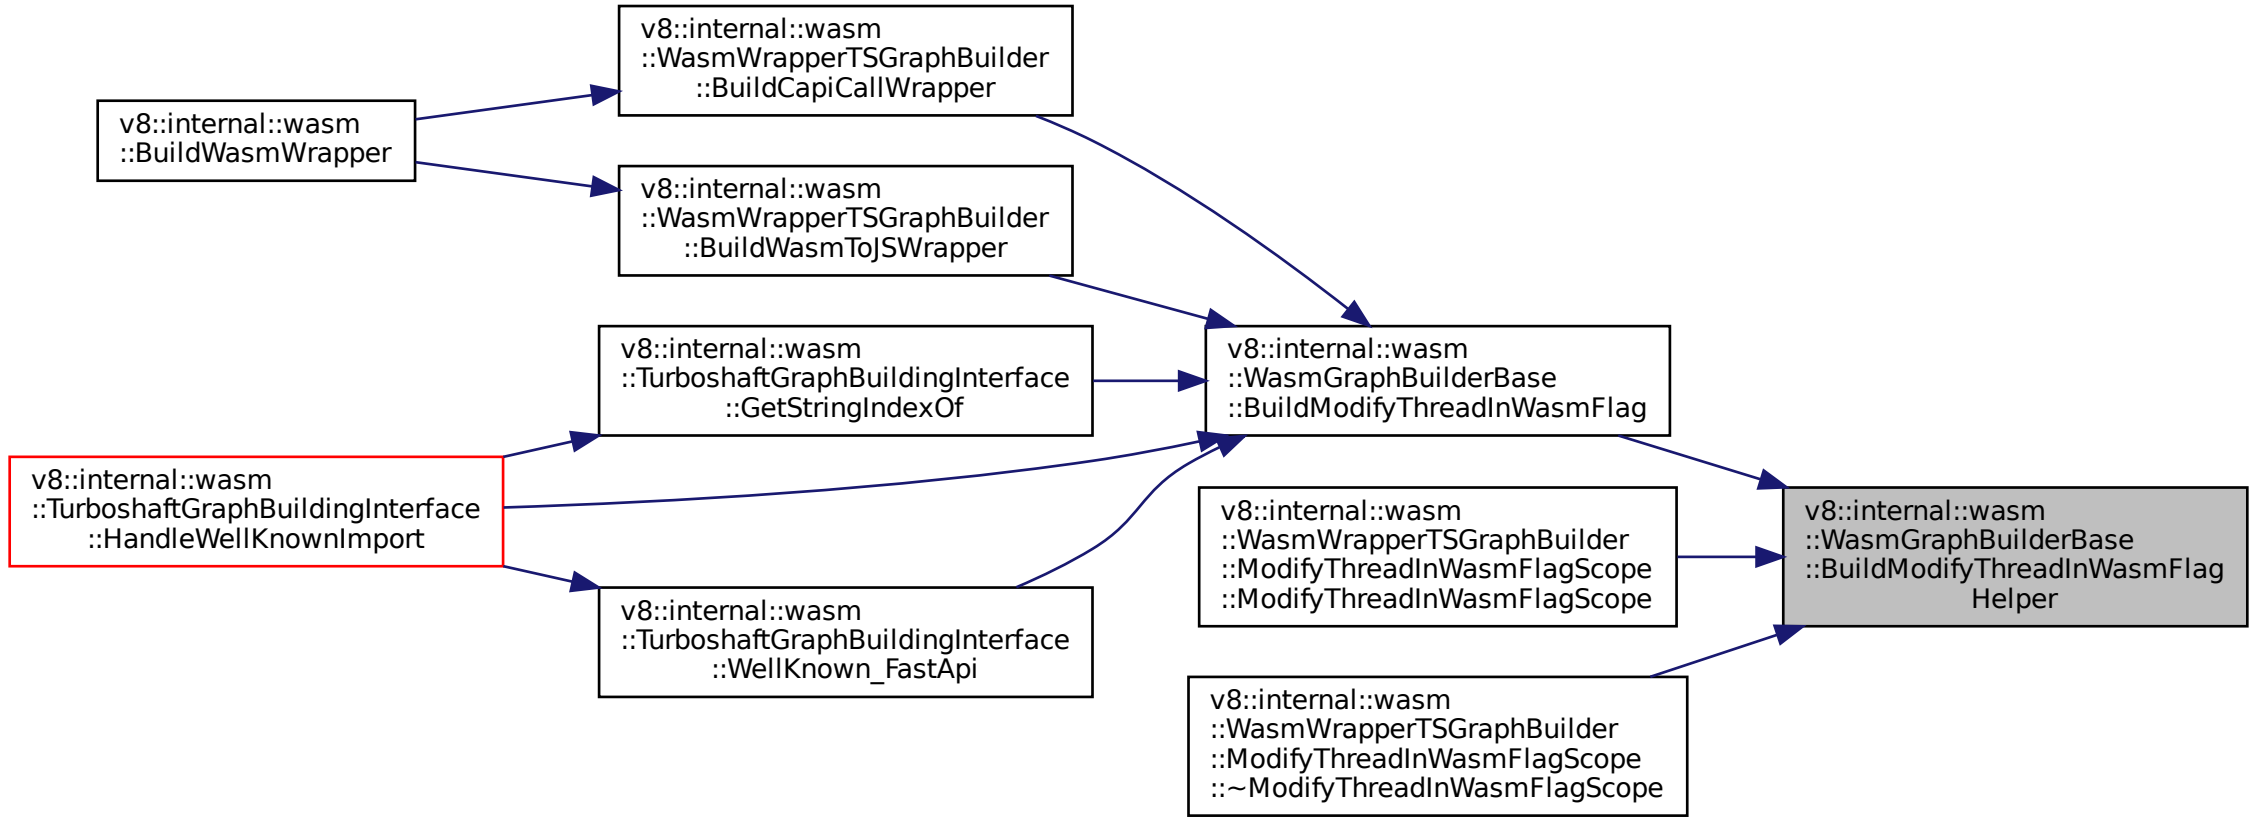 v8::internal::wasm
::WasmWrapperTSGraphBuilder
::BuildCapiCallWrapper
v8::internal::wasm
::BuildWasmWrapper
v8::internal::wasm
::WasmWrapperTSGraphBuilder
::BuildWasmToJSWrapper
v8::internal::wasm
::TurboshaftGraphBuildingInterface
::GetStringIndexOf
v8::internal::wasm
::WasmGraphBuilderBase
::BuildModifyThreadInWasmFlag
v8::internal::wasm
::TurboshaftGraphBuildingInterface
::HandleWellKnownImport
v8::internal::wasm
::WasmWrapperTSGraphBuilder
::ModifyThreadInWasmFlagScope
::ModifyThreadInWasmFlagScope
v8::internal::wasm
::WasmGraphBuilderBase
::BuildModifyThreadInWasmFlag
Helper
v8::internal::wasm
::TurboshaftGraphBuildingInterface
::WellKnown_FastApi
v8::internal::wasm
::WasmWrapperTSGraphBuilder
::ModifyThreadInWasmFlagScope
::~ModifyThreadInWasmFlagScope